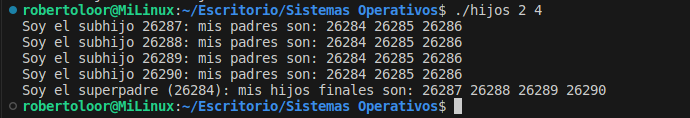 robertoloor@MiLinux:~/Escritorio/Sistemas Operativos$ ./hijos 2 4
Soy el subhijo 26287: mis padres son: 26284 26285 26286
Soy el subhijo 26288: mis padres son: 26284 26285 26286
Soy el subhijo 26289: mis padres son: 26284 26285 26286
Soy el subhijo 26290: mis padres son: 26284 26285 26286
Soy el superpadre (26284): mis hijos finales son: 26287 26288 26289 26290
robertoloor@MiLinux:~/Escritorio/Sistemas Operativos$